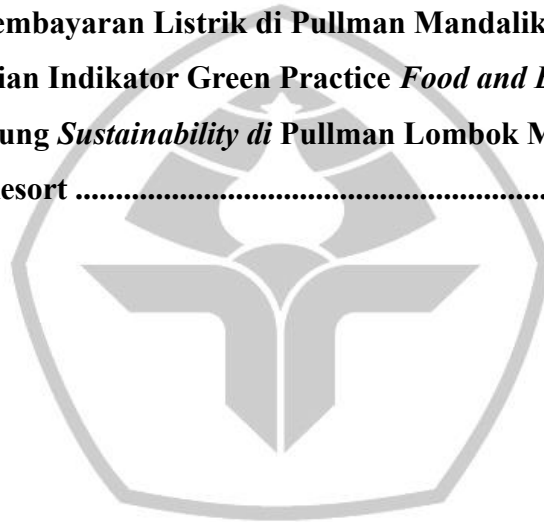 embayaran Listrik di Pullman Mandalik
ian Indikator Green Practice Food and
ung Sustainability di Pullman Lombok M
esort ..........................................................